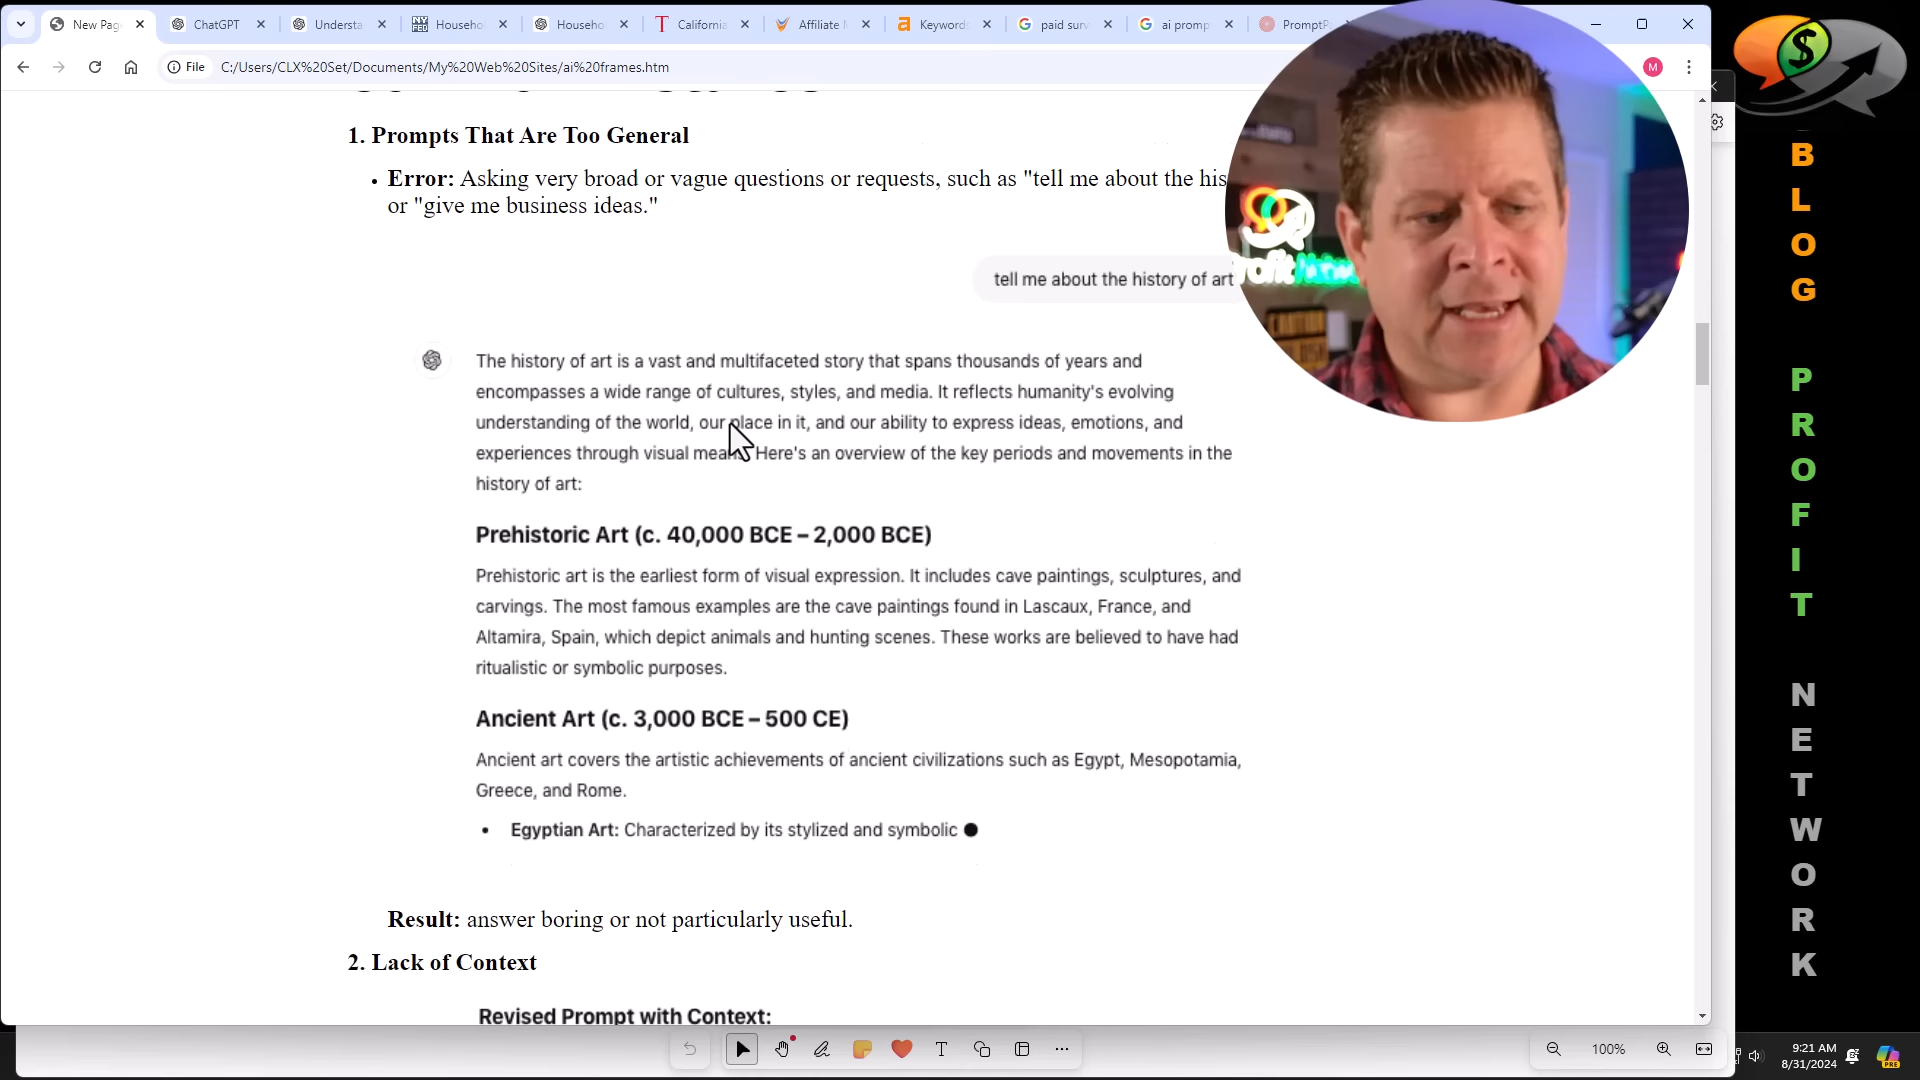 New Pag
ChatGPT
Understa
NY FED
Househo
Househo
California
Affiliate
Keywords
paid surv
ai promp
PromptP
File
C:/Users/CLX%20Set/Documents/My%20Web%20Sites/ai%20frames.htm
M
1. Prompts That Are Too General
• Error: Asking very broad or vague questions or requests, such as "tell me about the his
or "give me business ideas."
tell me about the history of art
The history of art is a vast and multifaceted story that spans thousands of years and
encompasses a wide range of cultures, styles, and media. It reflects humanity's evolving
understanding of the world, our place in it, and our ability to express ideas, emotions, and
experiences through visual means. Here's an overview of the key periods and movements in the
history of art:
Prehistoric Art (c. 40,000 BCE – 2,000 BCE)
Prehistoric art is the earliest form of visual expression. It includes cave paintings, sculptures, and
carvings. The most famous examples are the cave paintings found in Lascaux, France, and
Altamira, Spain, which depict animals and hunting scenes. These works are believed to have had
ritualistic or symbolic purposes.
Ancient Art (c. 3,000 BCE – 500 CE)
Ancient art covers the artistic achievements of ancient civilizations such as Egypt, Mesopotamia,
Greece, and Rome.
• Egyptian Art: Characterized by its stylized and symbolic
Result: answer boring or not particularly useful.
2. Lack of Context
Revised Prompt with Context:
100%
9:21 AM
8/31/2024
PRE
BLOG
PROFIT
NETWORK